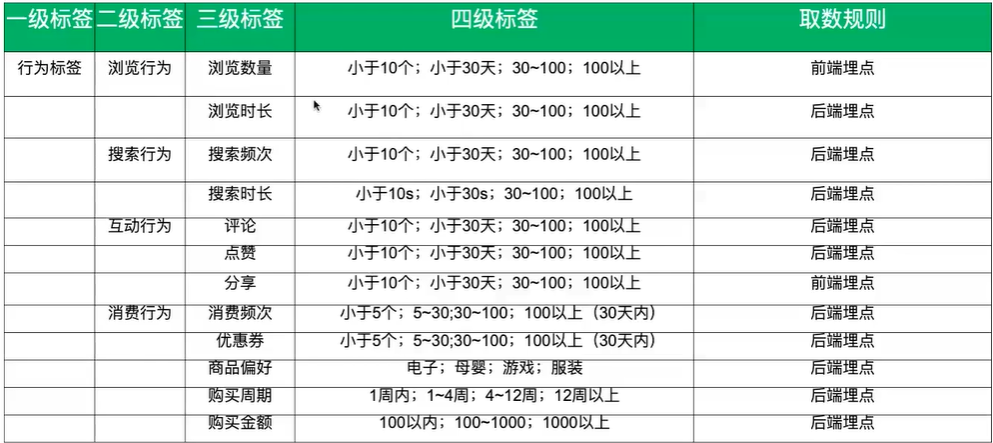 一级标签 二级标签 三级标签 四级标签 取数规则
行为标签 浏览行为 浏览数量 小于10个；小于30天；30~100；100以上 前端埋点
浏览时长 小于10个；小于30天；30~100；100以上 后端埋点
搜索行为 搜索频次 小于10个；小于30天；30~100；100以上 后端埋点
搜索时长 小于10s；小于30s；30~100；100以上 后端埋点
互动行为 评论 小于10个；小于30天；30~100；100以上 后端埋点
点赞 小于10个；小于30天；30~100；100以上 后端埋点
分享 小于10个；小于30天；30~100；100以上 前端埋点
消费行为 消费频次 小于5个；5~30;30~100；100以上（30天内） 后端埋点
优惠券 小于5个；5~30;30~100；100以上（30天内） 后端埋点
商品偏好 电子；母婴；游戏；服装 后端埋点
购买周期 1周内；1~4周；4~12周；12周以上 后端埋点
购买金额 100以内；100~1000；1000以上 后端埋点